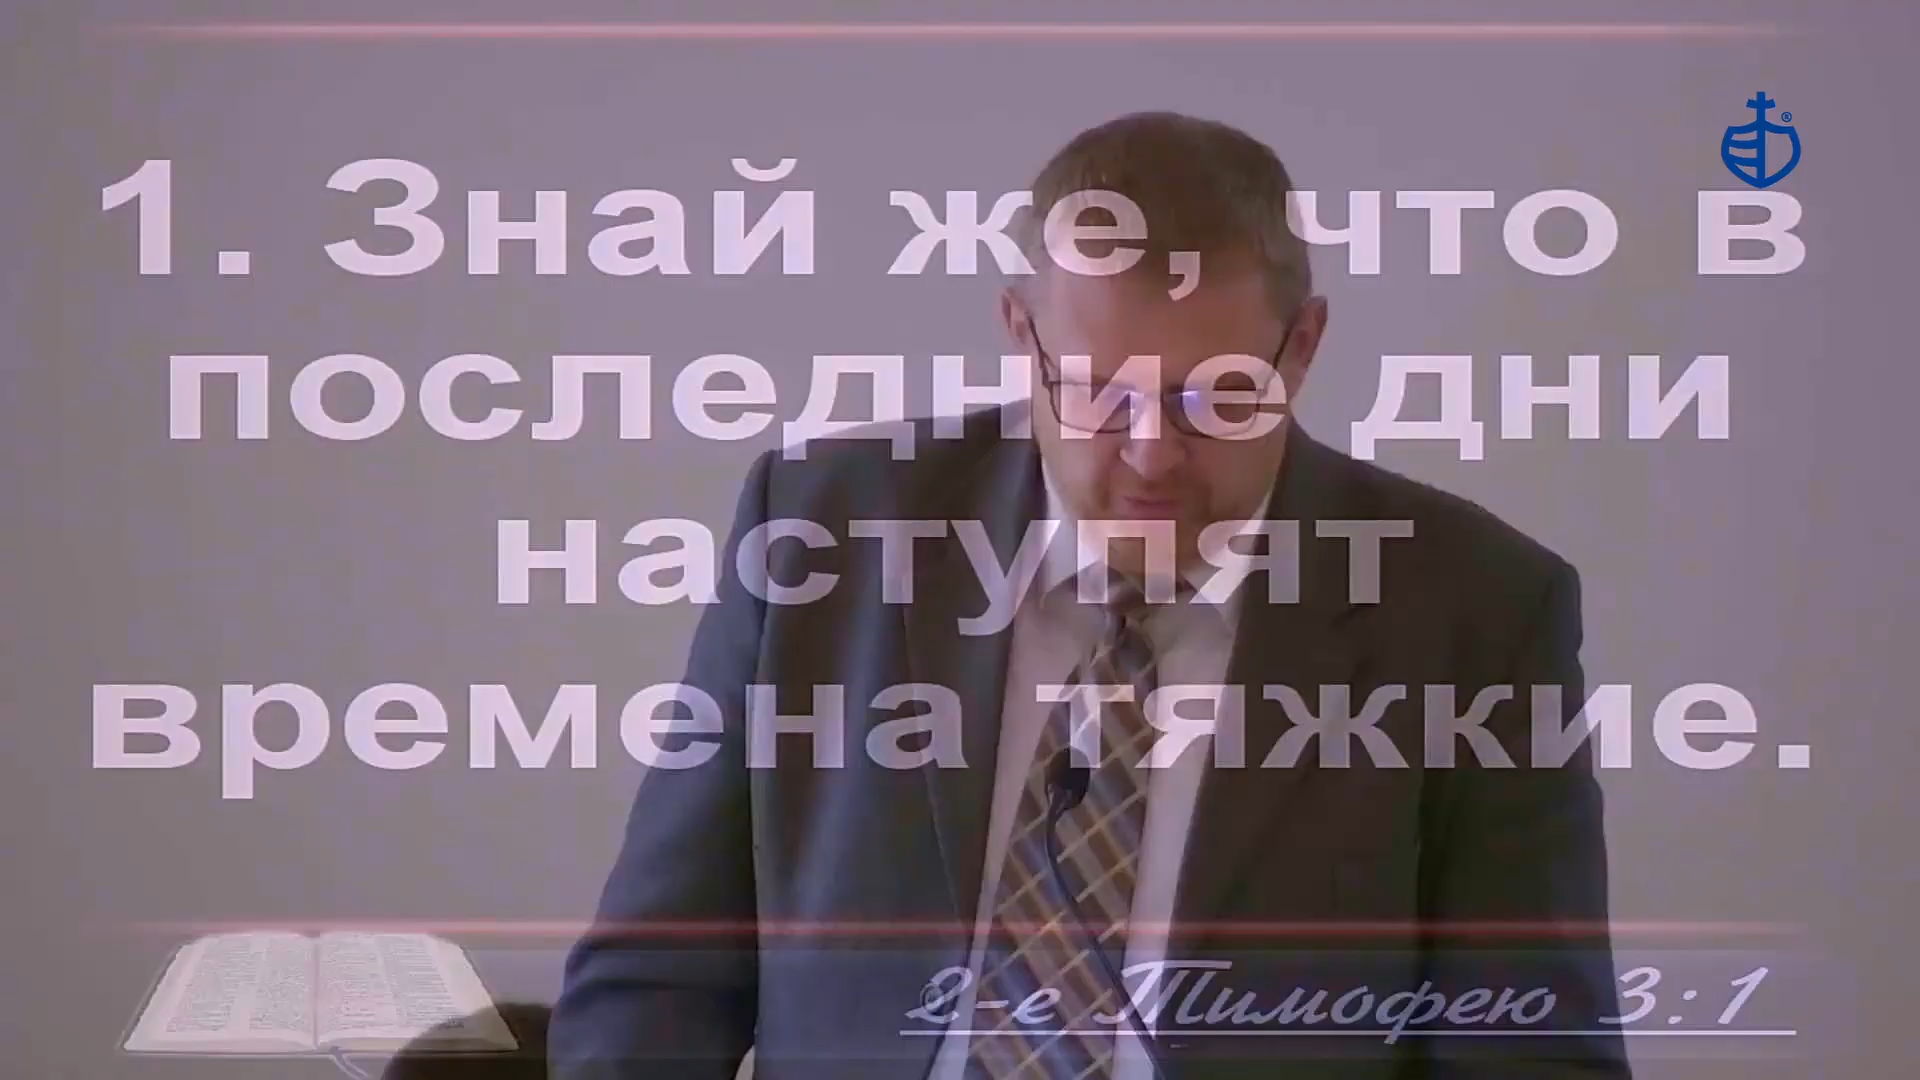 1. Знай же, что в
последние дни
наступят
времена тяжкие.
2-е Тимофею 3:1